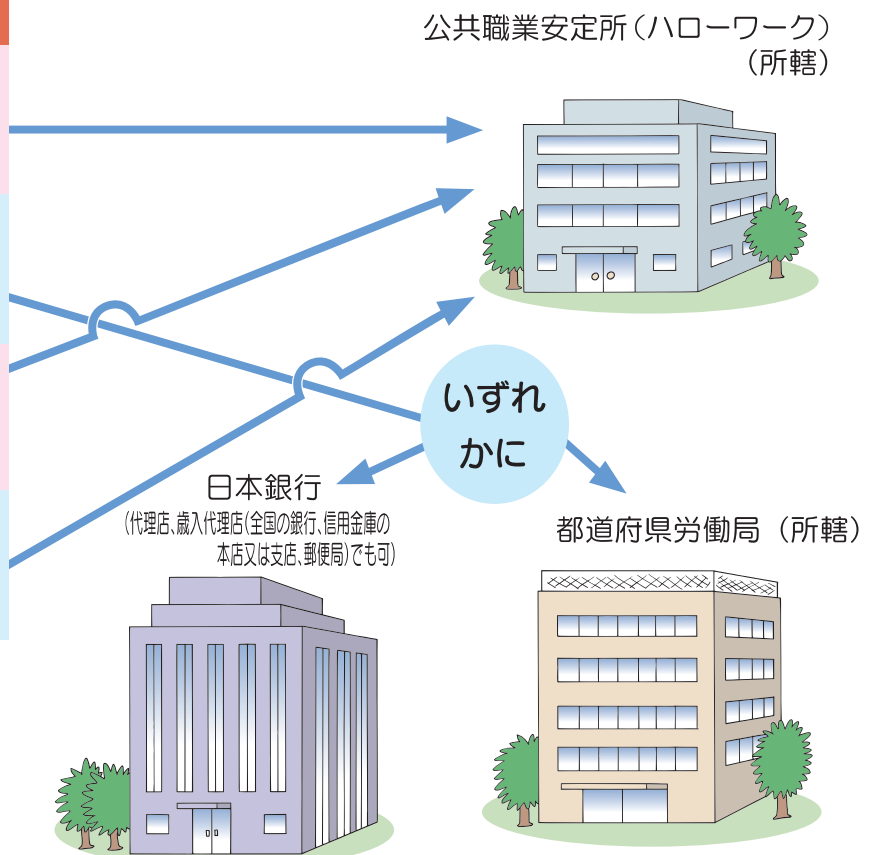 公共職業安定所（ハローワーク）
（所轄）
いずれ
かに
日本銀行
（代理店、歳入代理店（全国の銀行、信用金庫の
本店又は支店、郵便局）でも可）
都道府県労働局（所轄）